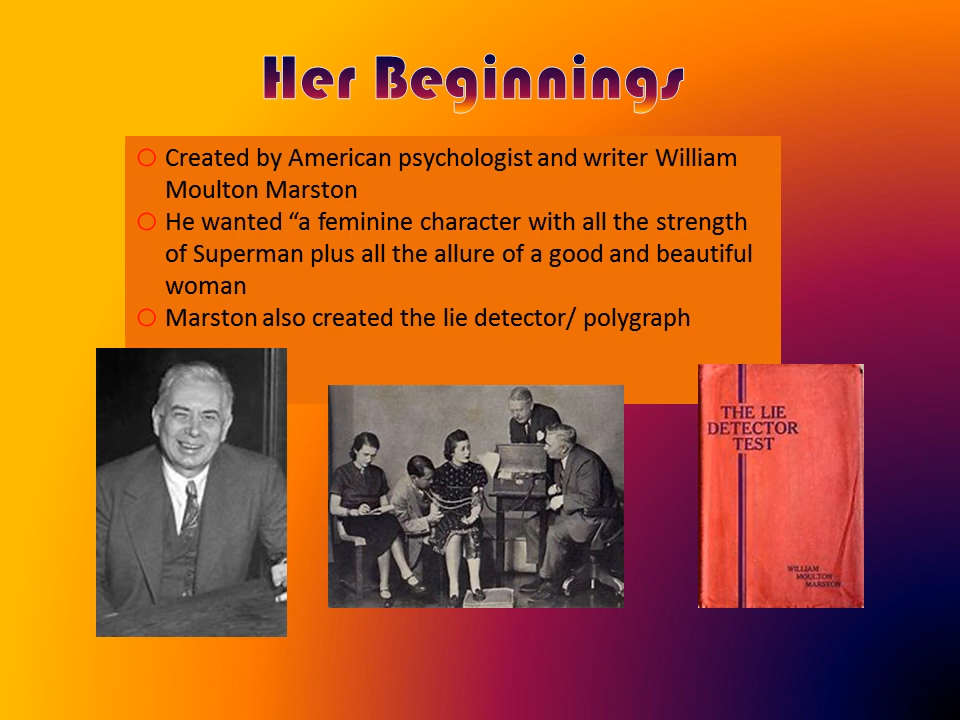 Her Beginnings
Created by American psychologist and writer William
Moulton Marston
He wanted “a feminine character with all the strength
of Superman plus all the allure of a good and beautiful
woman
Marston also created the lie detector/ polygraph
THE LIE
DETECTOR
TEST
WILLIAM
MOULTON
MARSTON